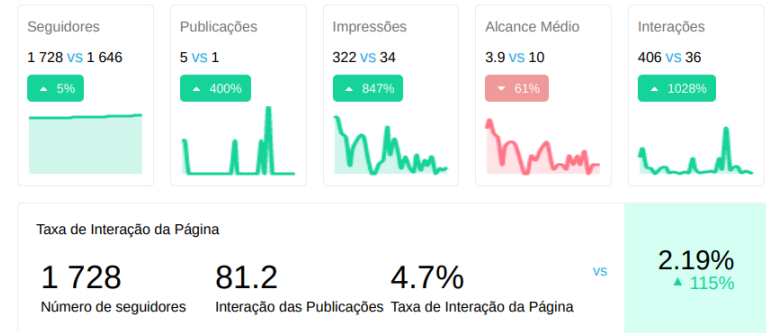 Seguidores
1 728 vs 1 646
5%
Publicações
5 vs 1
400%
Impressões
322 vs 34
847%
Alcance Médio
3.9 vs 10
61%
Interações
406 vs 36
1028%
Taxa de Interação da Página
1 728
Número de seguidores
81.2
Interação das Publicações
4.7%
Taxa de Interação da Página
vs
2.19%
115%